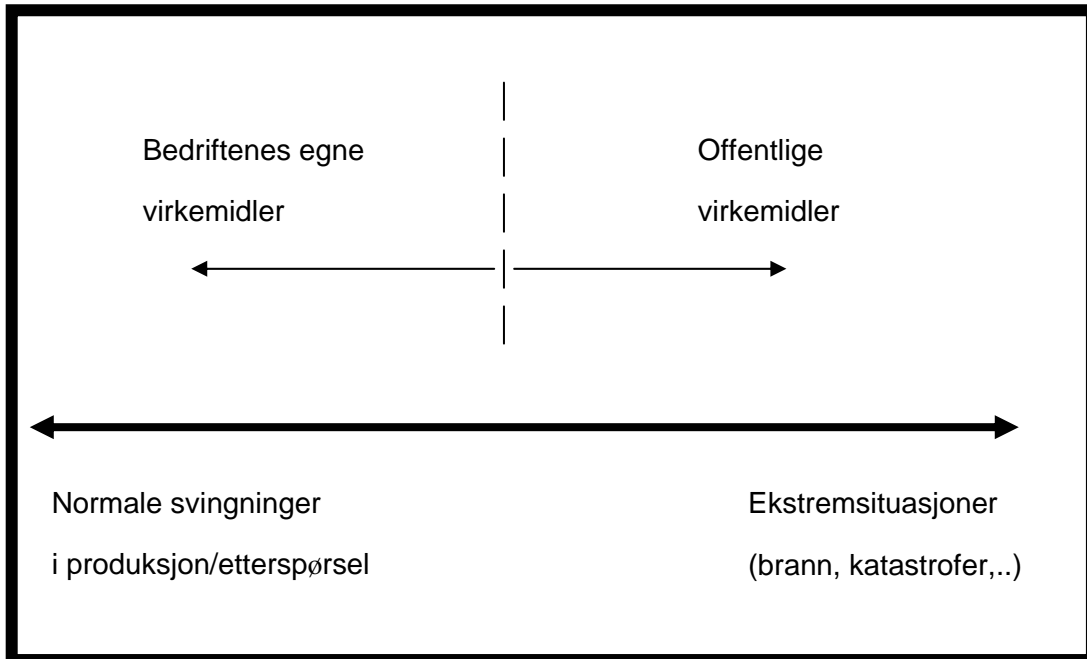 Bedriftenes egne
virkemidler
Offentlige
virkemidler
Normale svingninger
i produksjon/etterspørsel
Ekstremsituasjoner
(brann, katastrofer,..)